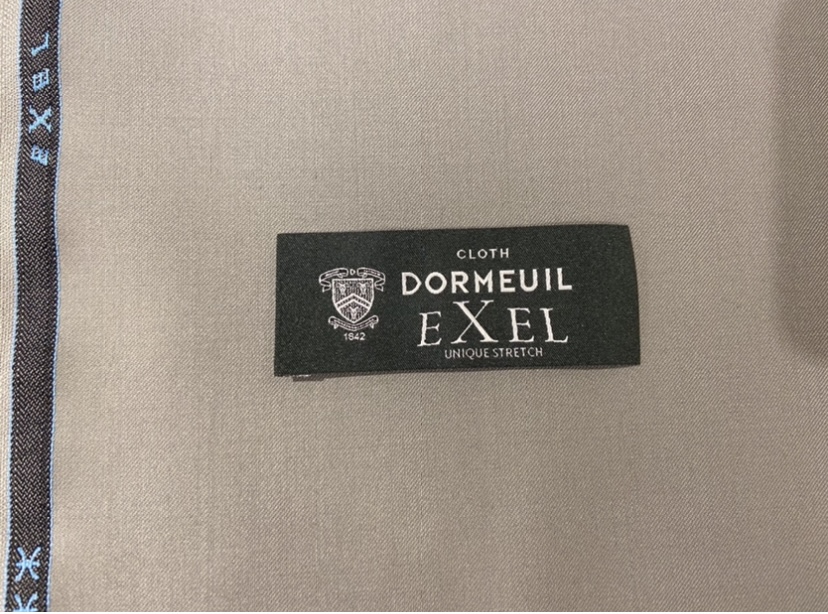 EXEL
CLOTH
DORMEUIL
EXEL
UNIQUE STRETCH
1842